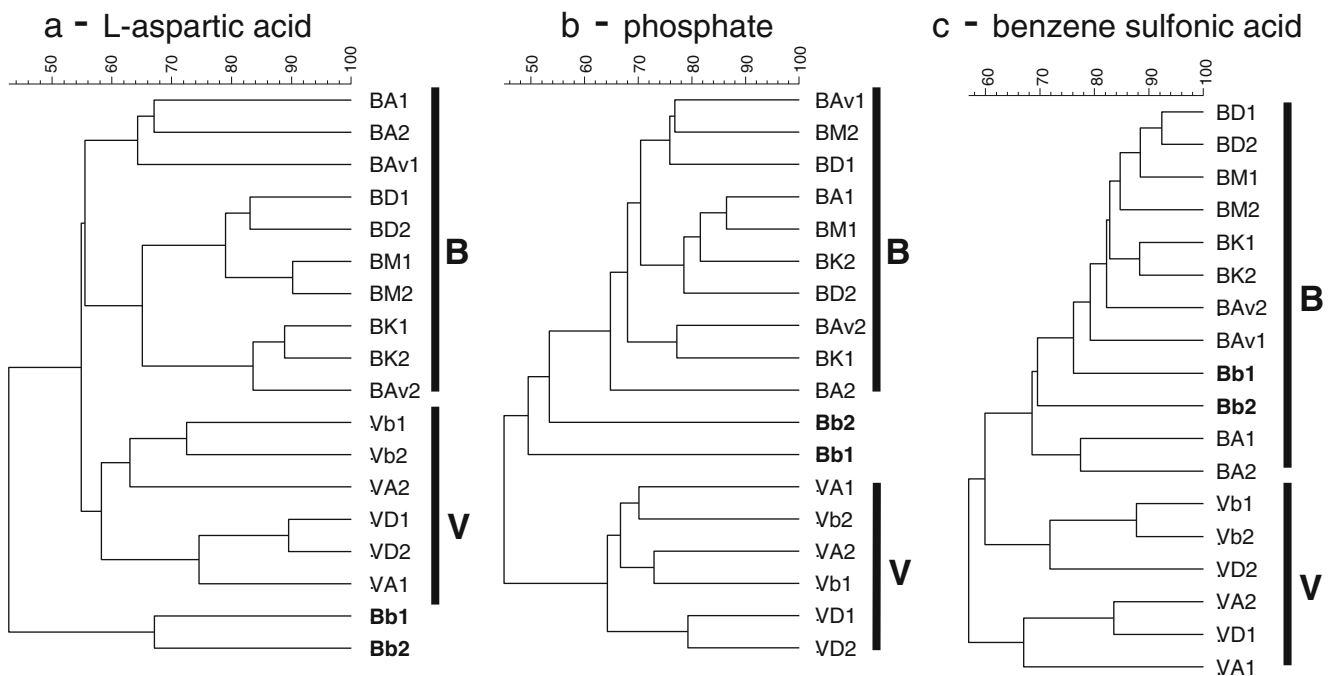 a - L-aspartic acid
50 60 70 80 90 100
BA1
BA2
BAv1
BD1
BD2
BM1
BM2
BK1
BK2
BAv2
Vb1
Vb2
VA2
VD1
VD2
VA1
Bb1
Bb2
B
V
b - phosphate
50 60 70 80 90 100
BAv1
BM2
BD1
BA1
BM1
BK2
BD2
BAv2
BK1
BA2
Bb2
Bb1
VA1
Vb2
VA2
Vb1
VD1
VD2
B
V
c - benzene sulfonic acid
60 70 80 90 100
BD1
BD2
BM1
BM2
BK1
BK2
BAv2
BAv1
Bb1
Bb2
BA1
BA2
Vb1
Vb2
VD2
VA2
VD1
VA1
B
V